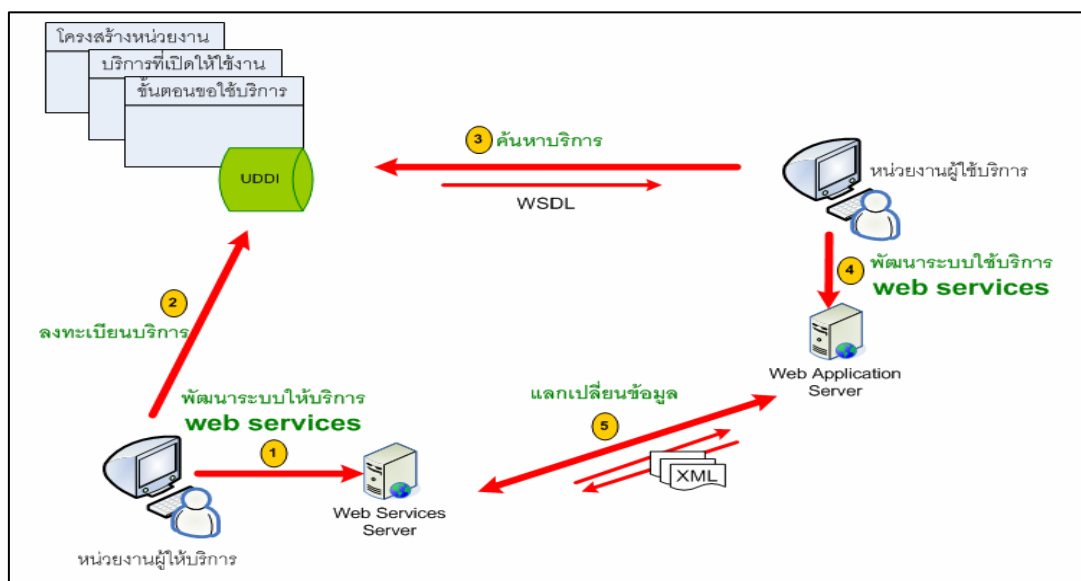 โครงสร้างหน่วยงาน
บริการที่เปิดให้ใช้งาน
ขั้นตอนขอใช้บริการ
UDDI
3 ค้นหาบริการ
WSDL
หน่วยงานผู้ใช้บริการ
4 พัฒนาระบบใช้บริการ
web services
Web Application
Server
2
ลงทะเบียนบริการ
พัฒนาระบบให้บริการ
web services
1
Web Services
Server
หน่วยงานผู้ให้บริการ
แลกเปลี่ยนข้อมูล
5
XML